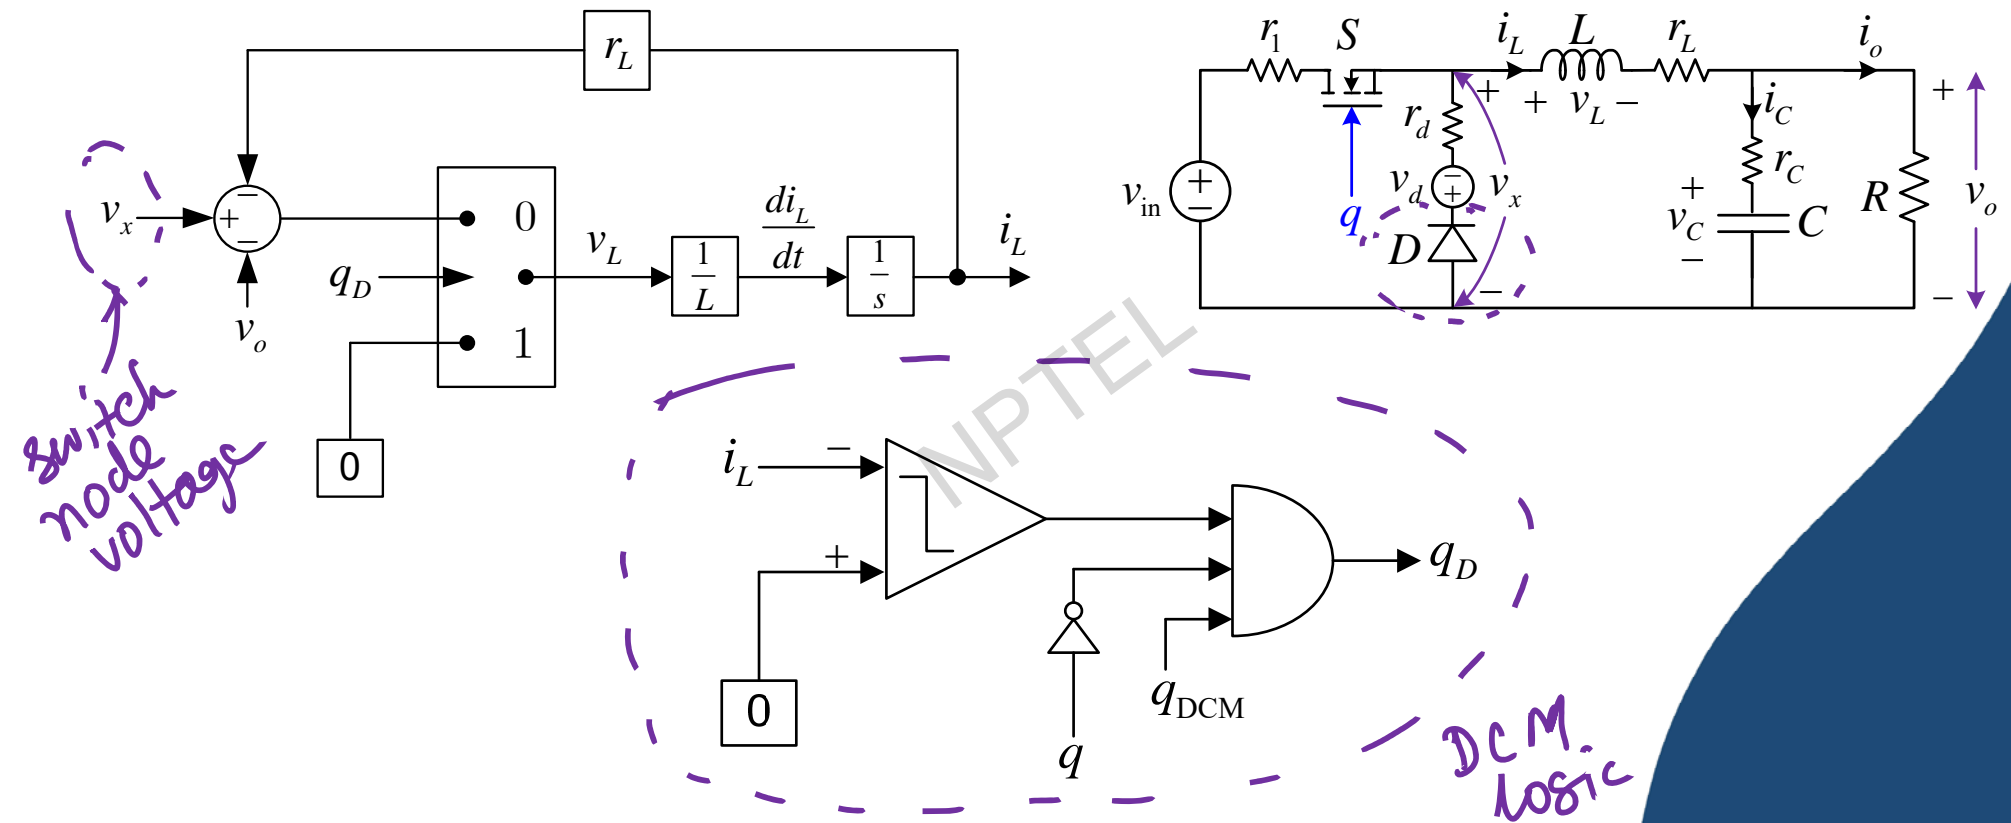 r_L
v_x
+
−
−
v_o
q_D
0
1
v_L
1/L
di_L/dt
1/s
i_L
0
switch
node
voltage
r_1
S
i_L
L
r_L
i_o
v_in
+
−
q
r_d
v_d
−
+
D
+
v_x
−
+ v_L −
i_C
r_C
+
v_C
−
C
R
+
v_o
−
NPTEL
i_L
−
+
0
q
q_DCM
q_D
DCM
Logic